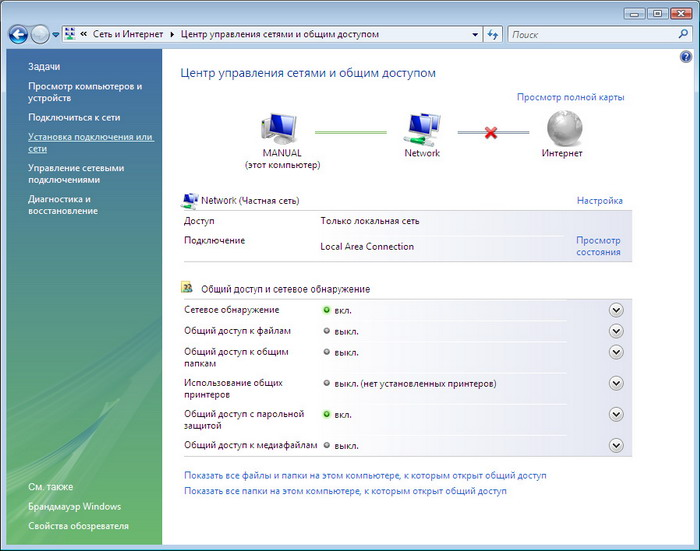 « Сеть и Интернет Центр управления сетями и общим доступом
Поиск
Задачи
Просмотр компьютеров и
устройств
Подключиться к сети
Установка подключения или
сети
Управление сетевыми
подключениями
Диагностика и
восстановление
См. также
Брандмауэр Windows
Свойства обозревателя
Центр управления сетями и общим доступом
Просмотр полной карты
MANUAL
(этот компьютер)
Network
Интернет
Network (Частная сеть) Настройка
Доступ Только локальная сеть
Подключение Local Area Connection Просмотр
состояния
Общий доступ и сетевое обнаружение
Сетевое обнаружение вкл.
Общий доступ к файлам выкл.
Общий доступ к общим
папкам выкл.
Использование общих
принтеров выкл. (нет установленных принтеров)
Общий доступ с парольной
защитой вкл.
Общий доступ к медиафайлам выкл.
Показать все файлы и папки на этом компьютере, к которым открыт общий доступ
Показать все папки на этом компьютере, к которым открыт общий доступ